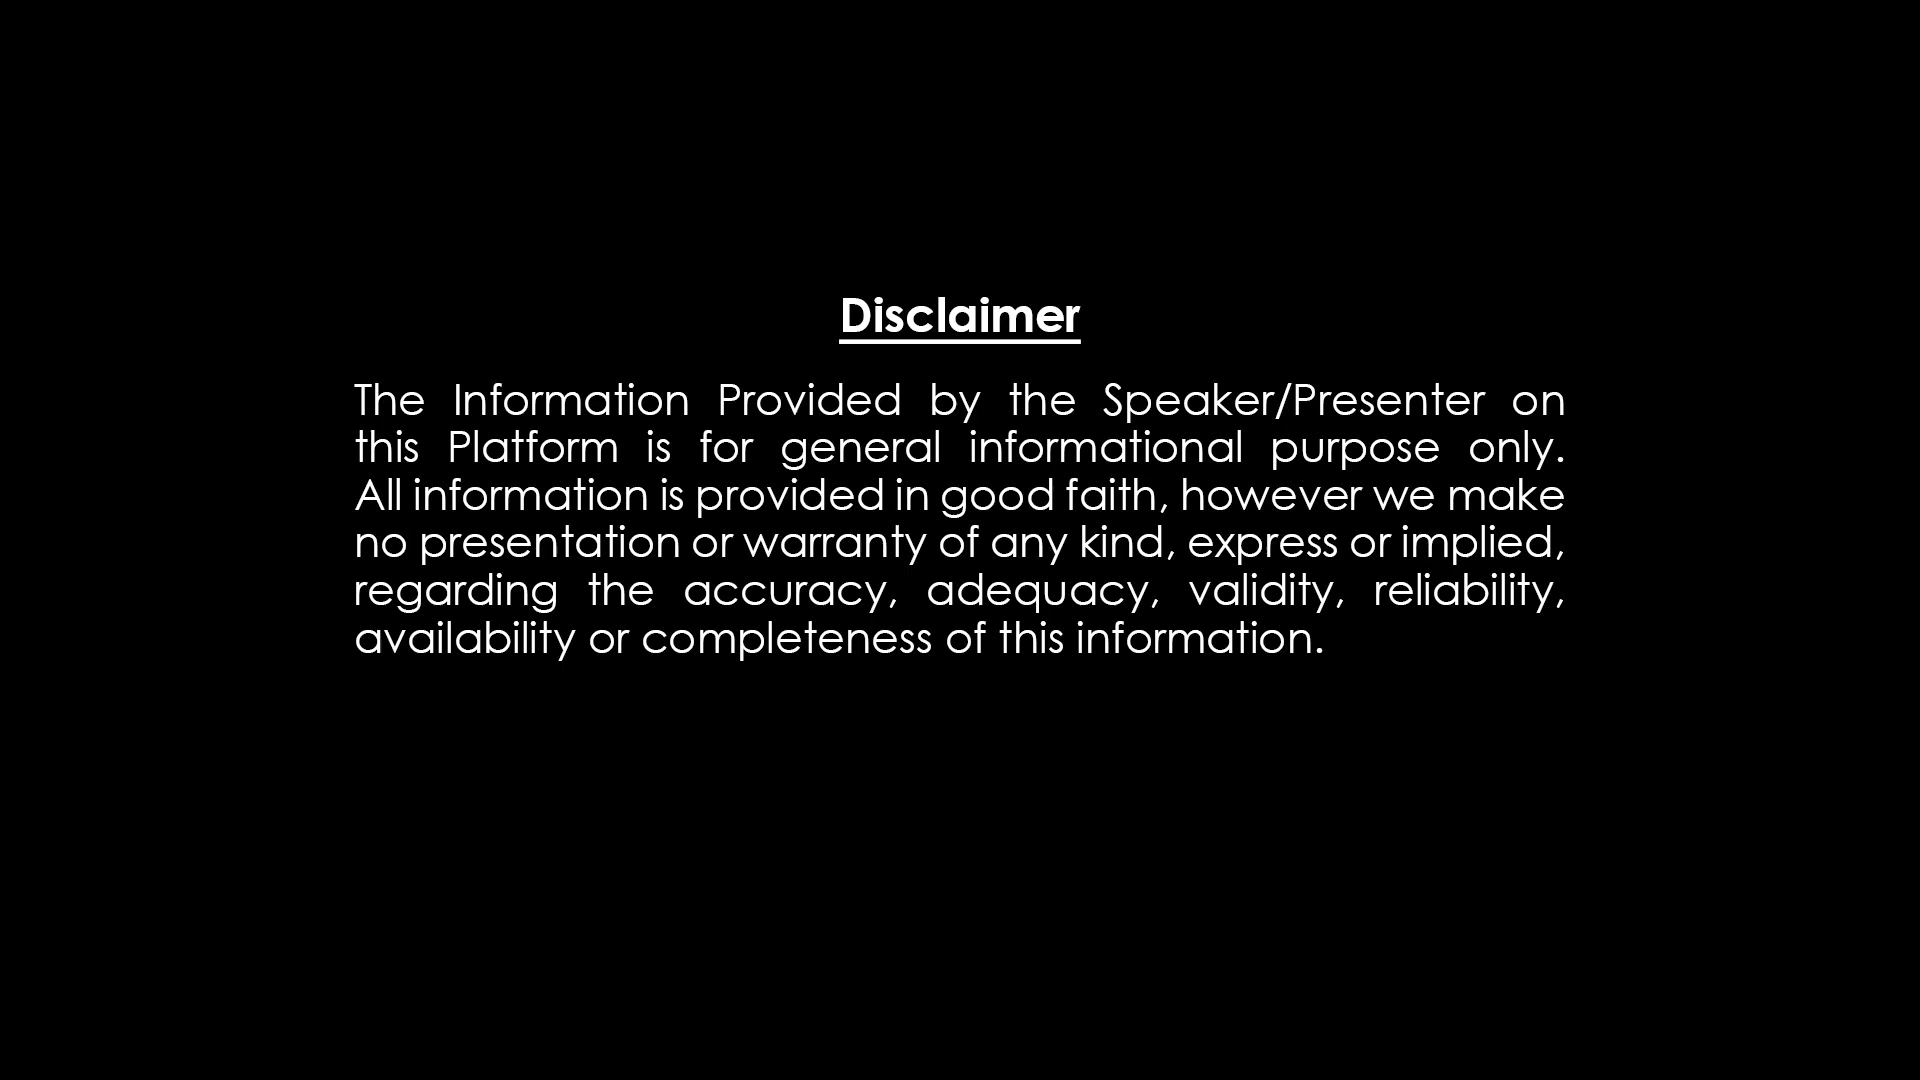 Disclaimer
The Information Provided by the Speaker/Presenter on
this Platform is for general informational purpose only.
All information is provided in good faith, however we make
no presentation or warranty of any kind, express or implied,
regarding the accuracy, adequacy, validity, reliability,
availability or completeness of this information.